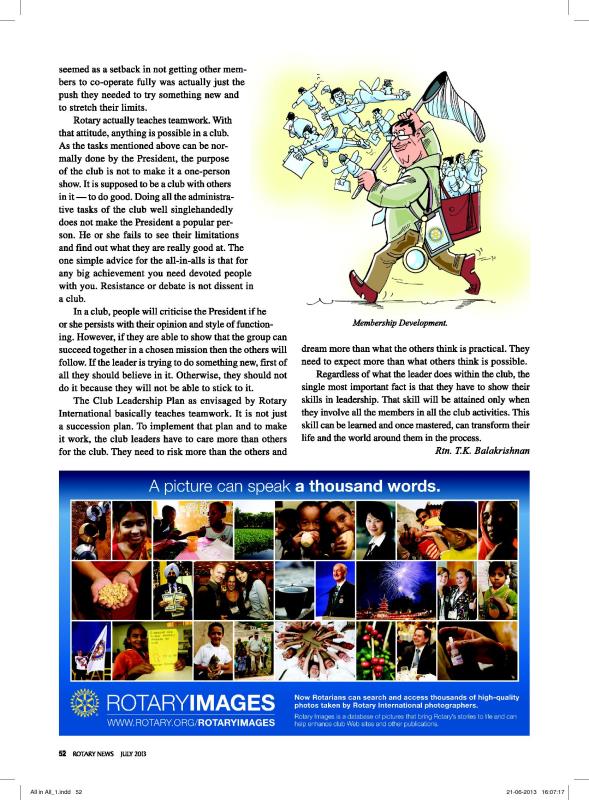 seemed as a setback in not getting other mem-
bers to co-operate fully was actually just the
push they needed to try something new and
to stretch their limits.
Rotary actually teaches teamwork. With
that attitude, anything is possible in a club.
As the tasks mentioned above can be nor-
mally done by the President, the purpose
of the club is not to make it a one-person
show. It is supposed to be a club with others
in it — to do good. Doing all the administra-
tive tasks of the club well singlehandedly
does not make the President a popular per-
son. He or she fails to see their limitations
and find out what they are really good at. The
one simple advice for the all-in-alls is that for
any big achievement you need devoted people
with you. Resistance or debate is not dissent in
a club.
In a club, people will criticise the President if he
or she persists with their opinion and style of function-
ing. However, if they are able to show that the group can
succeed together in a chosen mission then the others will
follow. If the leader is trying to do something new, first of
all they should believe in it. Otherwise, they should not
do it because they will not be able to stick to it.
The Club Leadership Plan as envisaged by Rotary
International basically teaches teamwork. It is not just
a succession plan. To implement that plan and to make
it work, the club leaders have to care more than others
for the club. They need to risk more than the others and
Membership Development.
dream more than what the others think is practical. They
need to expect more than what others think is possible.
Regardless of what the leader does within the club, the
single most important fact is that they have to show their
skills in leadership. That skill will be attained only when
they involve all the members in all the club activities. This
skill can be learned and once mastered, can transform their
life and the world around them in the process.
Rtn. T.K. Balakrishnan
A picture can speak a thousand words.
ROTARYIMAGES
WWW.ROTARY.ORG/ROTARYIMAGES
Now Rotarians can search and access thousands of high-quality
photos taken by Rotary International photographers.
Rotary Images is a database of pictures that bring Rotary's stories to life and can
help enhance club Web sites and other publications.
52 ROTARY NEWS JULY 2013
All in All_1.indd 52
21-06-2013 16:07:17